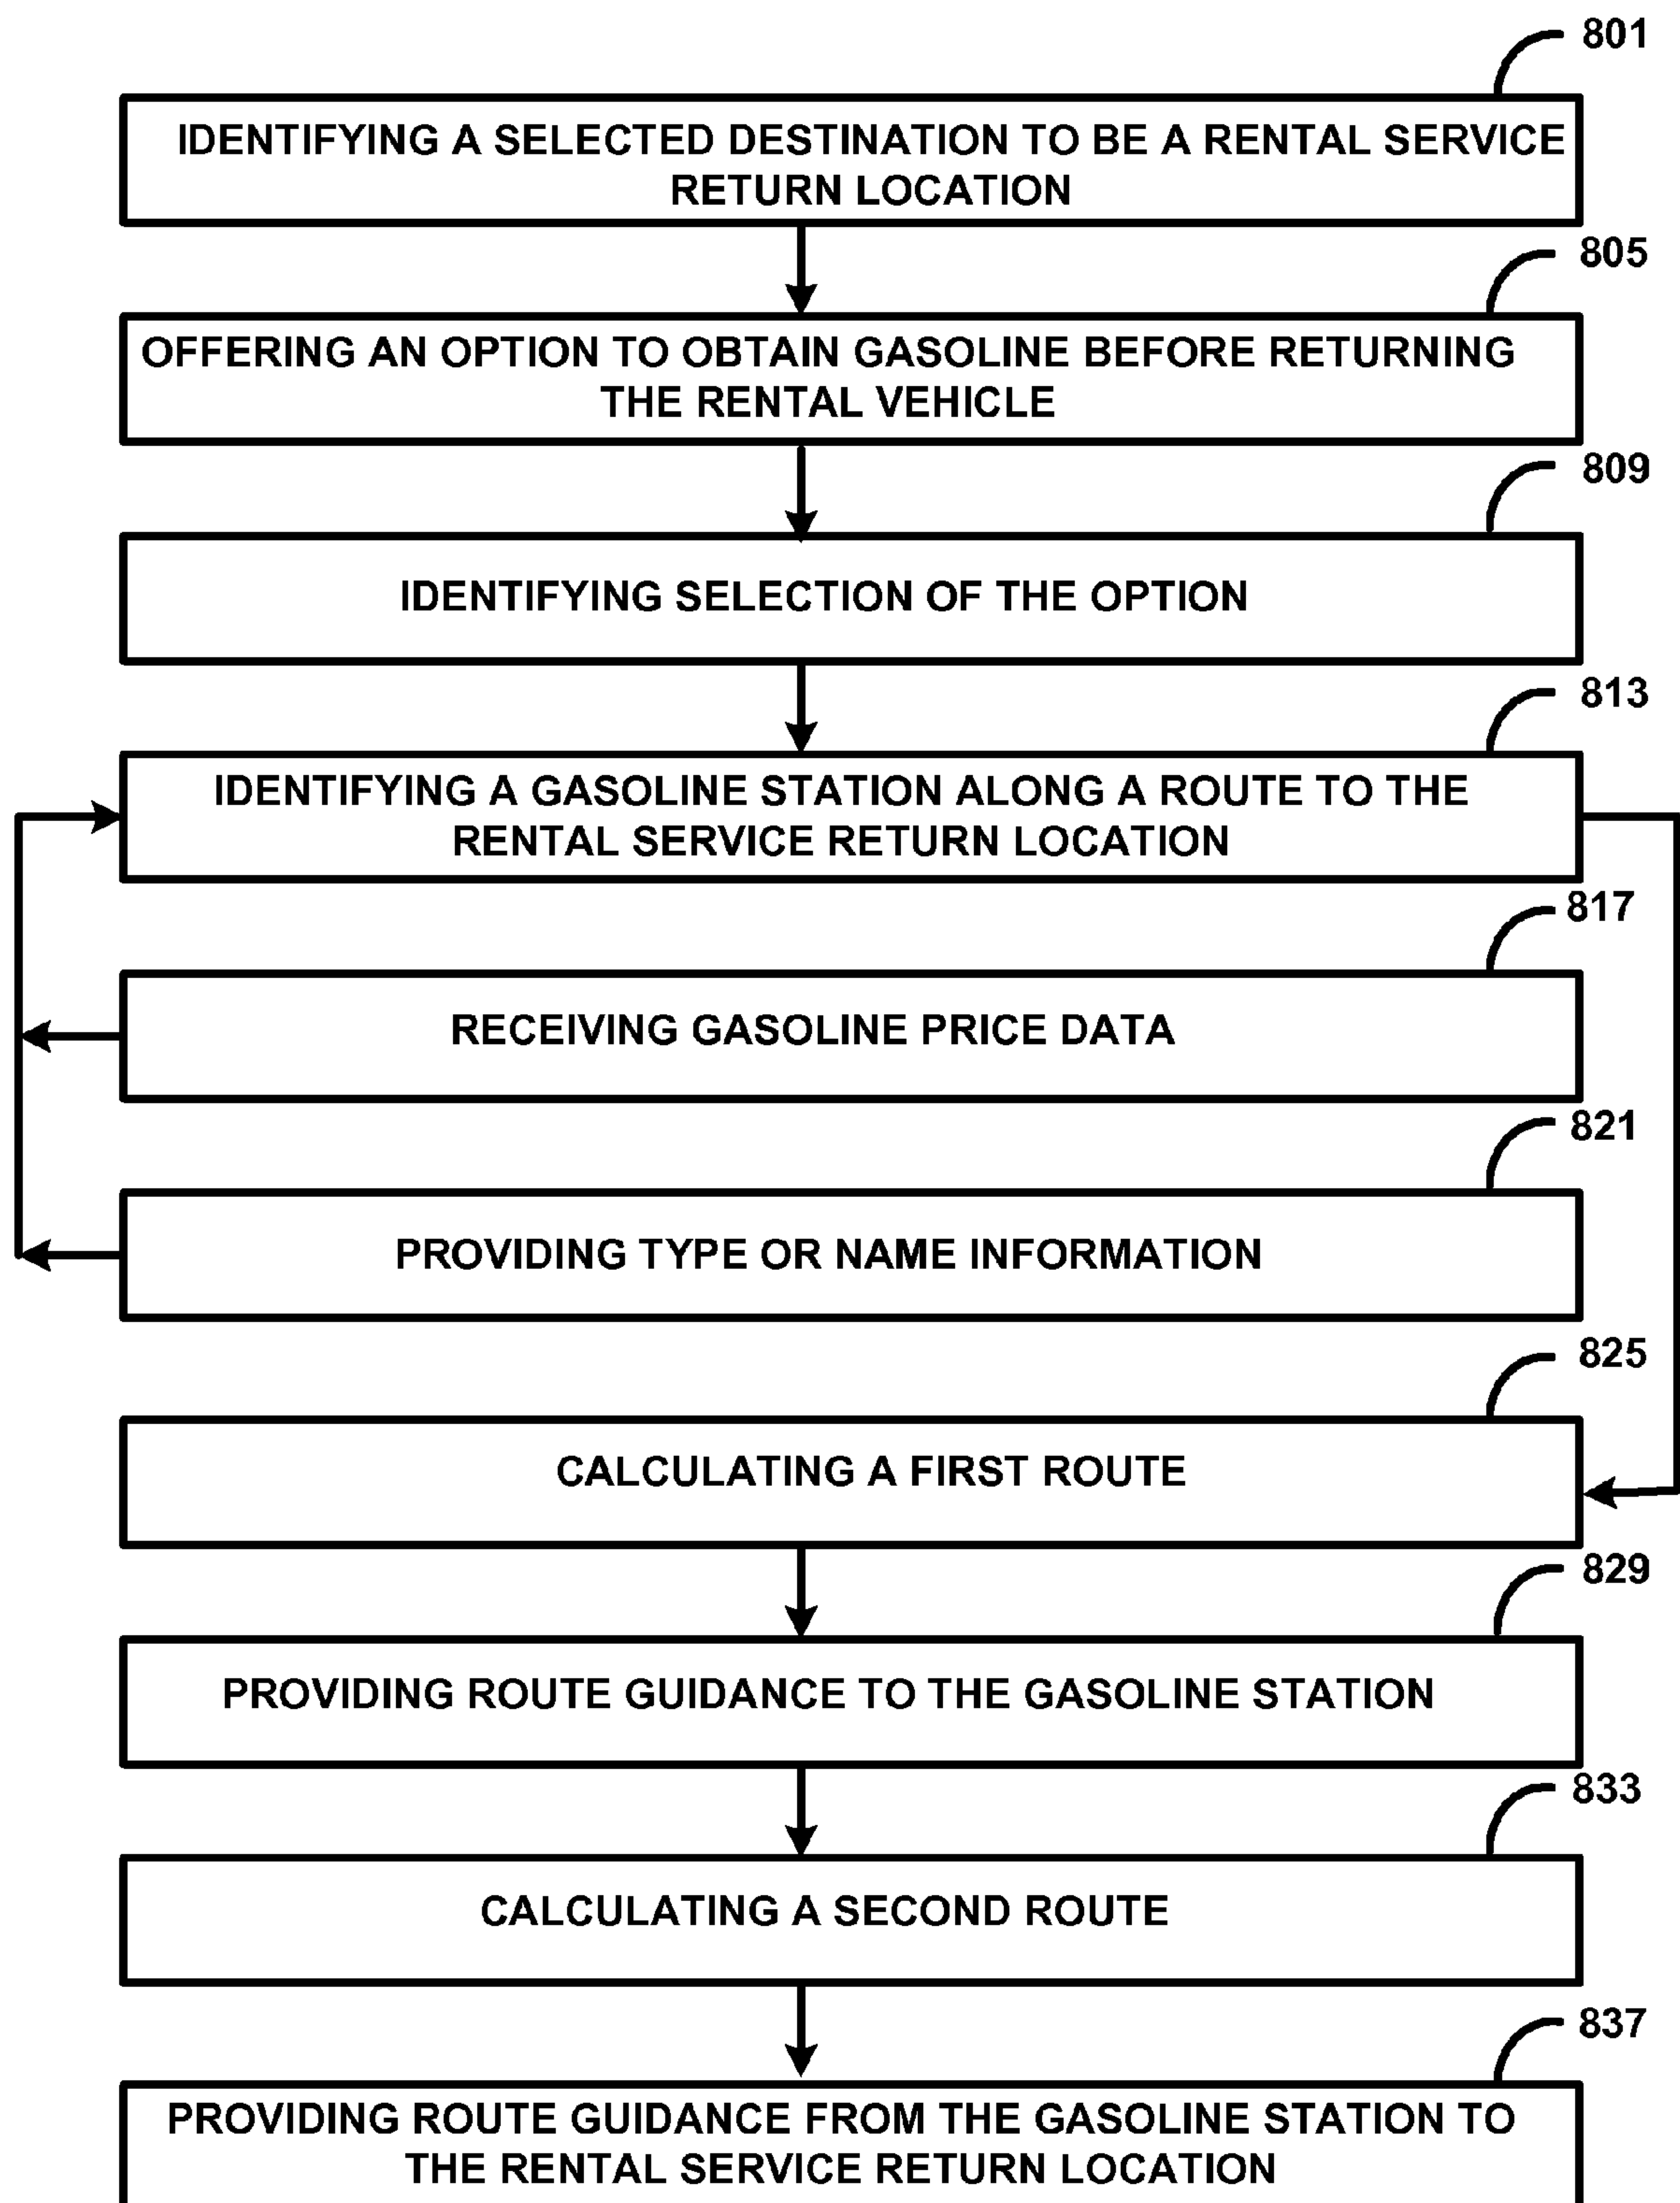 801
IDENTIFYING A SELECTED DESTINATION TO BE A RENTAL SERVICE
RETURN LOCATION
805
OFFERING AN OPTION TO OBTAIN GASOLINE BEFORE RETURNING
THE RENTAL VEHICLE
809
IDENTIFYING SELECTION OF THE OPTION
813
IDENTIFYING A GASOLINE STATION ALONG A ROUTE TO THE
RENTAL SERVICE RETURN LOCATION
817
RECEIVING GASOLINE PRICE DATA
821
PROVIDING TYPE OR NAME INFORMATION
825
CALCULATING A FIRST ROUTE
829
PROVIDING ROUTE GUIDANCE TO THE GASOLINE STATION
833
CALCULATING A SECOND ROUTE
837
PROVIDING ROUTE GUIDANCE FROM THE GASOLINE STATION TO
THE RENTAL SERVICE RETURN LOCATION